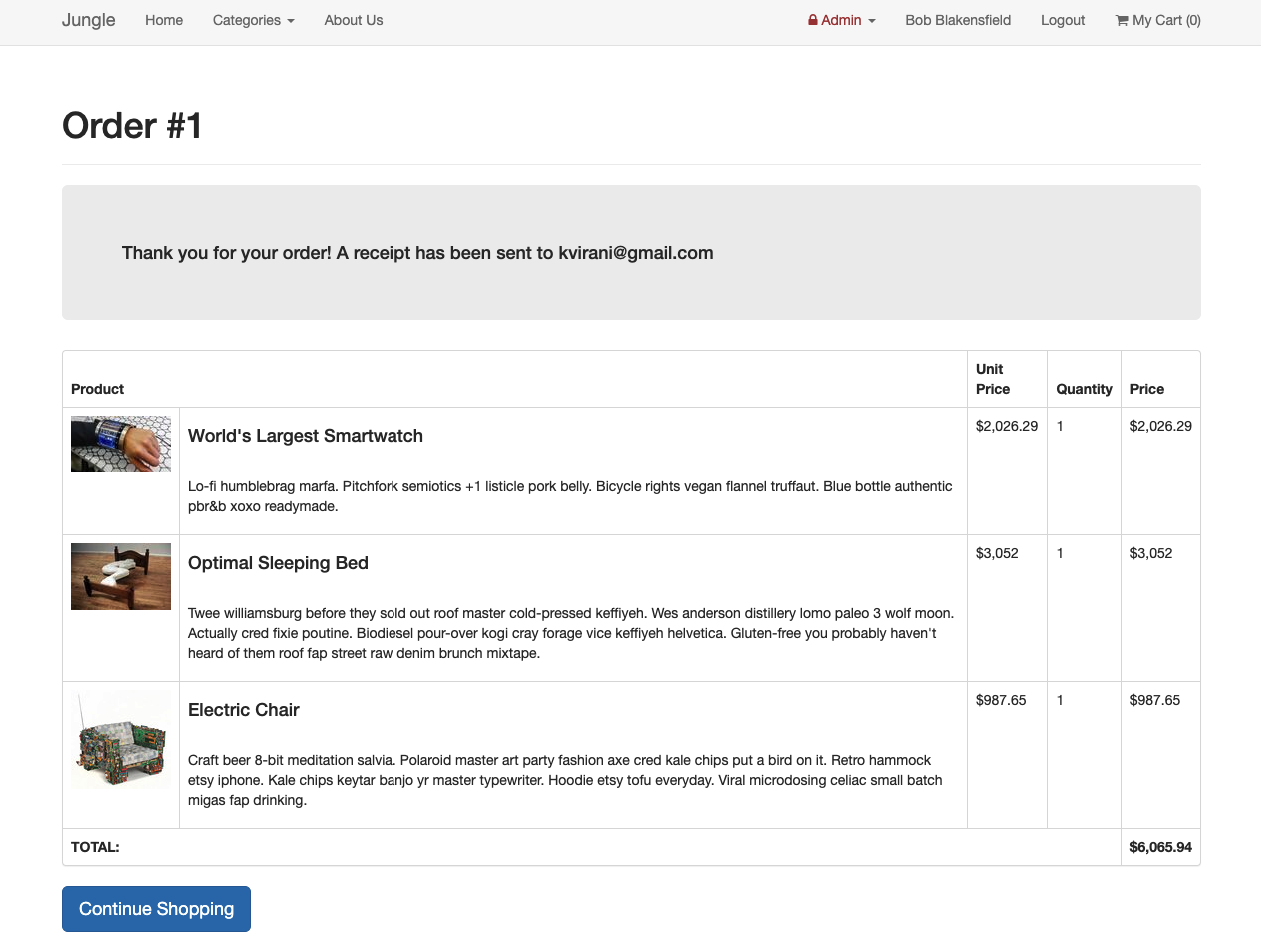 Jungle Home Categories About Us Admin Bob Blakensfield Logout My Cart (0)
Order #1
Thank you for your order! A receipt has been sent to kvirani@gmail.com
Product Unit Price Quantity Price
World's Largest Smartwatch $2,026.29 1 $2,026.29
Lo-fi humblebrag marfa. Pitchfork semiotics +1 listicle pork belly. Bicycle rights vegan flannel truffaut. Blue bottle authentic
pbr&b xoxo readymade.
Optimal Sleeping Bed $3,052 1 $3,052
Twee williamsburg before they sold out roof master cold-pressed keffiyeh. Wes anderson distillery lomo paleo 3 wolf moon.
Actually cred fixie poutine. Biodiesel pour-over kogi cray forage vice keffiyeh helvetica. Gluten-free you probably haven't
heard of them roof fap street raw denim brunch mixtape.
Electric Chair $987.65 1 $987.65
Craft beer 8-bit meditation salvia. Polaroid master art party fashion axe cred kale chips put a bird on it. Retro hammock
etsy iphone. Kale chips keytar banjo yr master typewriter. Hoodie etsy tofu everyday. Viral microdosing celiac small batch
migas fap drinking.
TOTAL: $6,065.94
Continue Shopping